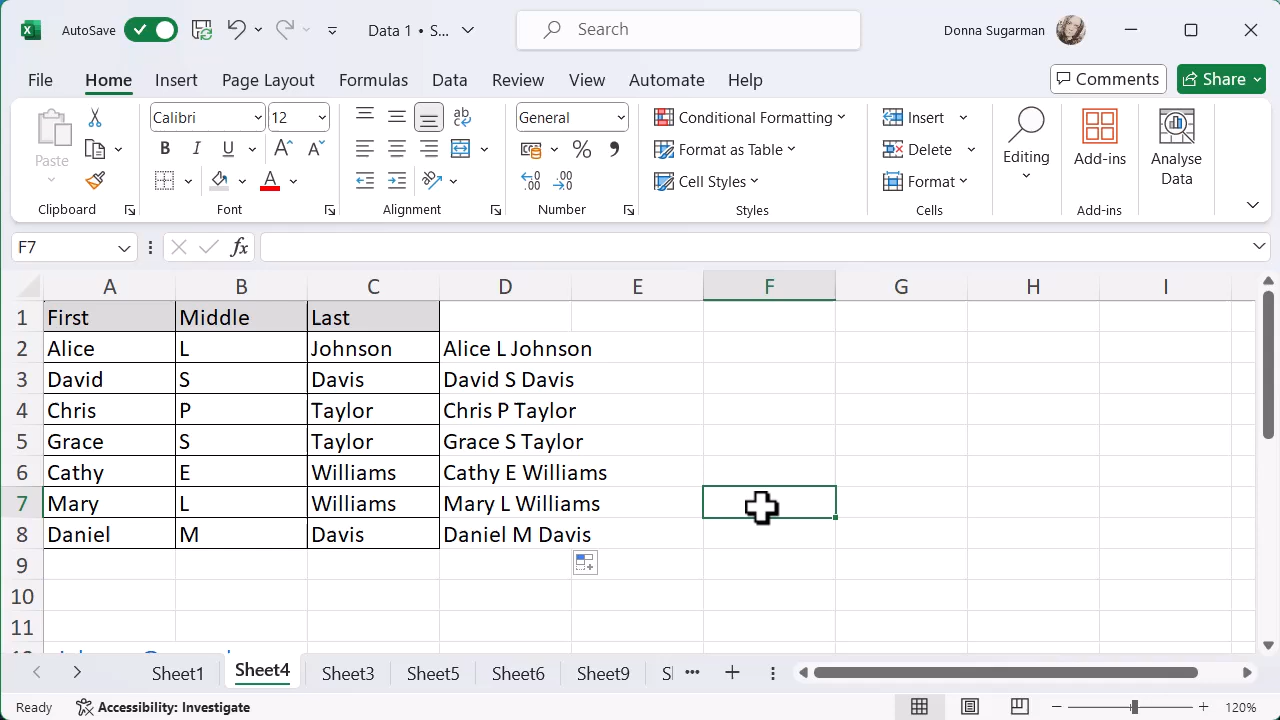 AutoSave
Data 1 • S...
Search
Donna Sugarman
File Home Insert Page Layout Formulas Data Review View Automate Help
Comments Share
Paste
Calibri 12
B I U A A A
General
% ,
Conditional Formatting
Format as Table
Cell Styles
Insert
Delete
Format
Editing
Add-ins
Analyse
Data
Clipboard Font Alignment Number Styles Cells Add-ins
F7 fx
A B C D E F G H I
1 First Middle Last
2 Alice L Johnson Alice L Johnson
3 David S Davis David S Davis
4 Chris P Taylor Chris P Taylor
5 Grace S Taylor Grace S Taylor
6 Cathy E Williams Cathy E Williams
7 Mary L Williams Mary L Williams
8 Daniel M Davis Daniel M Davis
9
10
11
Sheet1 Sheet4 Sheet3 Sheet5 Sheet6 Sheet9 ...
Ready Accessibility: Investigate 120%